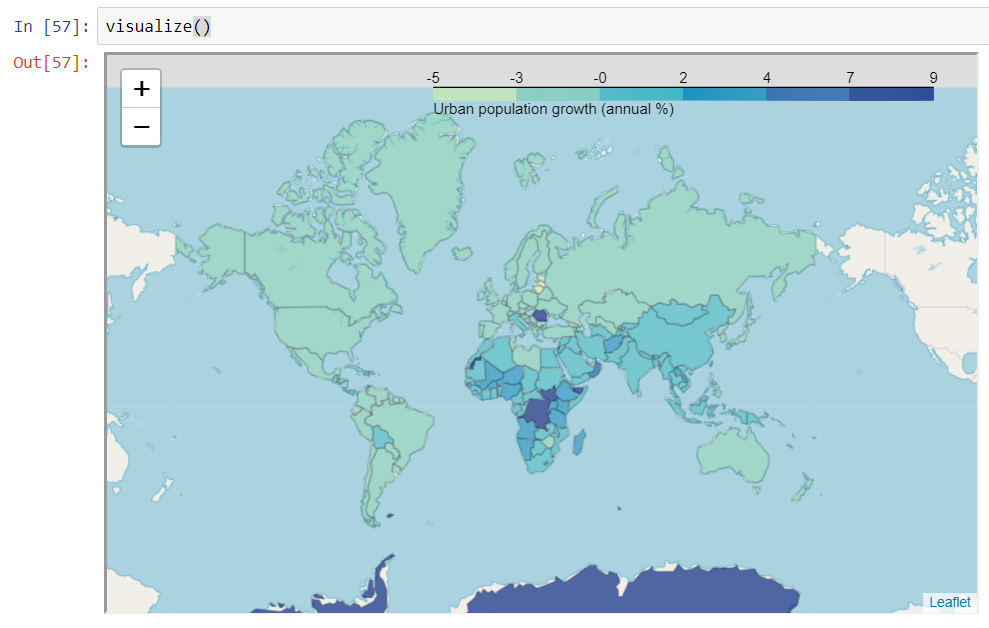 In [57]: visualize()
Out[57]:
+
-5 -3 -0 2 4 7 9
Urban population growth (annual %)
−
Leaflet